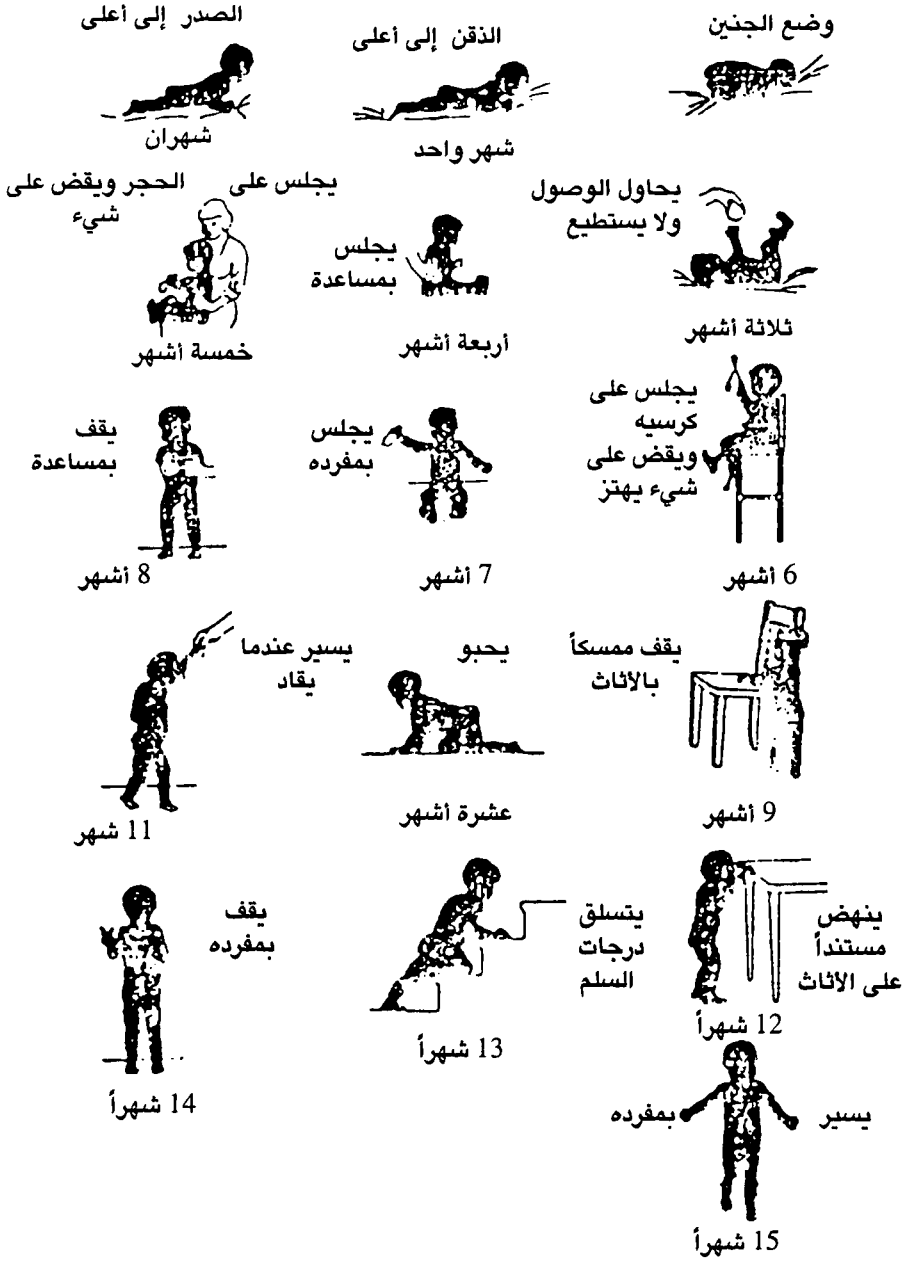 وضع الجنين
الذقن إلى أعلى
شهر واحد
الصدر إلى أعلى
شهران
يحاول الوصول
ولا يستطيع
ثلاثة أشهر
يجلس
بمساعدة
أربعة أشهر
يجلس على الحجر ويقض على
شيء
خمسة أشهر
يجلس على
كرسيه
ويقض على
شيء يهتز
6 أشهر
يجلس
بمفرده
7 أشهر
يقف
بمساعدة
8 أشهر
يقف ممسكاً
بالأثاث
9 أشهر
يحبو
عشرة أشهر
يسير عندما
يقاد
11 شهر
ينهض
مستنداً
على الأثاث
12 شهراً
يتسلق
درجات
السلم
13 شهراً
يقف
بمفرده
14 شهراً
يسير بمفرده
15 شهراً